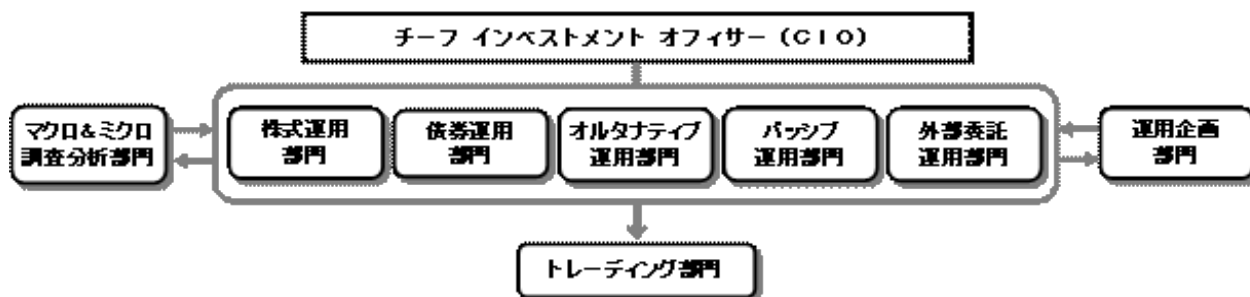 チーフ インベストメント オフィサー (CIO)
マクロ&ミクロ
調査分析部門
株式運用
部門
債券運用
部門
オルタナティブ
運用部門
パッシブ
運用部門
外部委託
運用部門
運用企画
部門
トレーディング部門